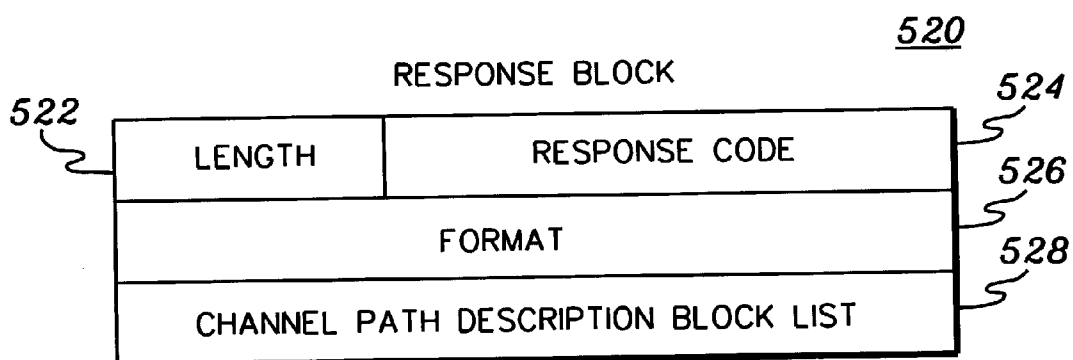 520
RESPONSE BLOCK
522
524
LENGTH
RESPONSE CODE
526
FORMAT
528
CHANNEL PATH DESCRIPTION BLOCK LIST